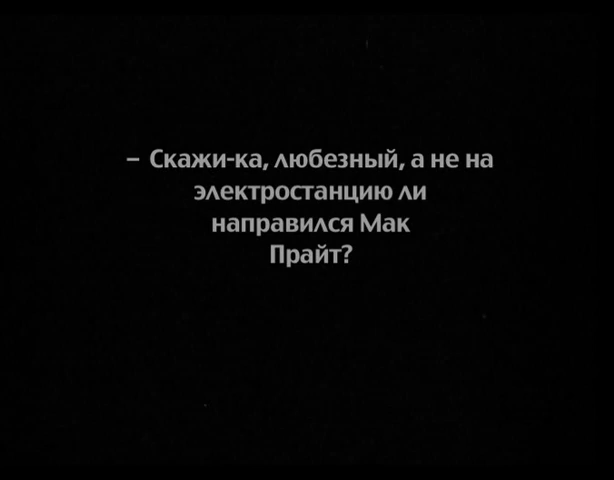 – Скажи-ка, любезный, а не на
электростанцию ли
направился Мак
Прайт?